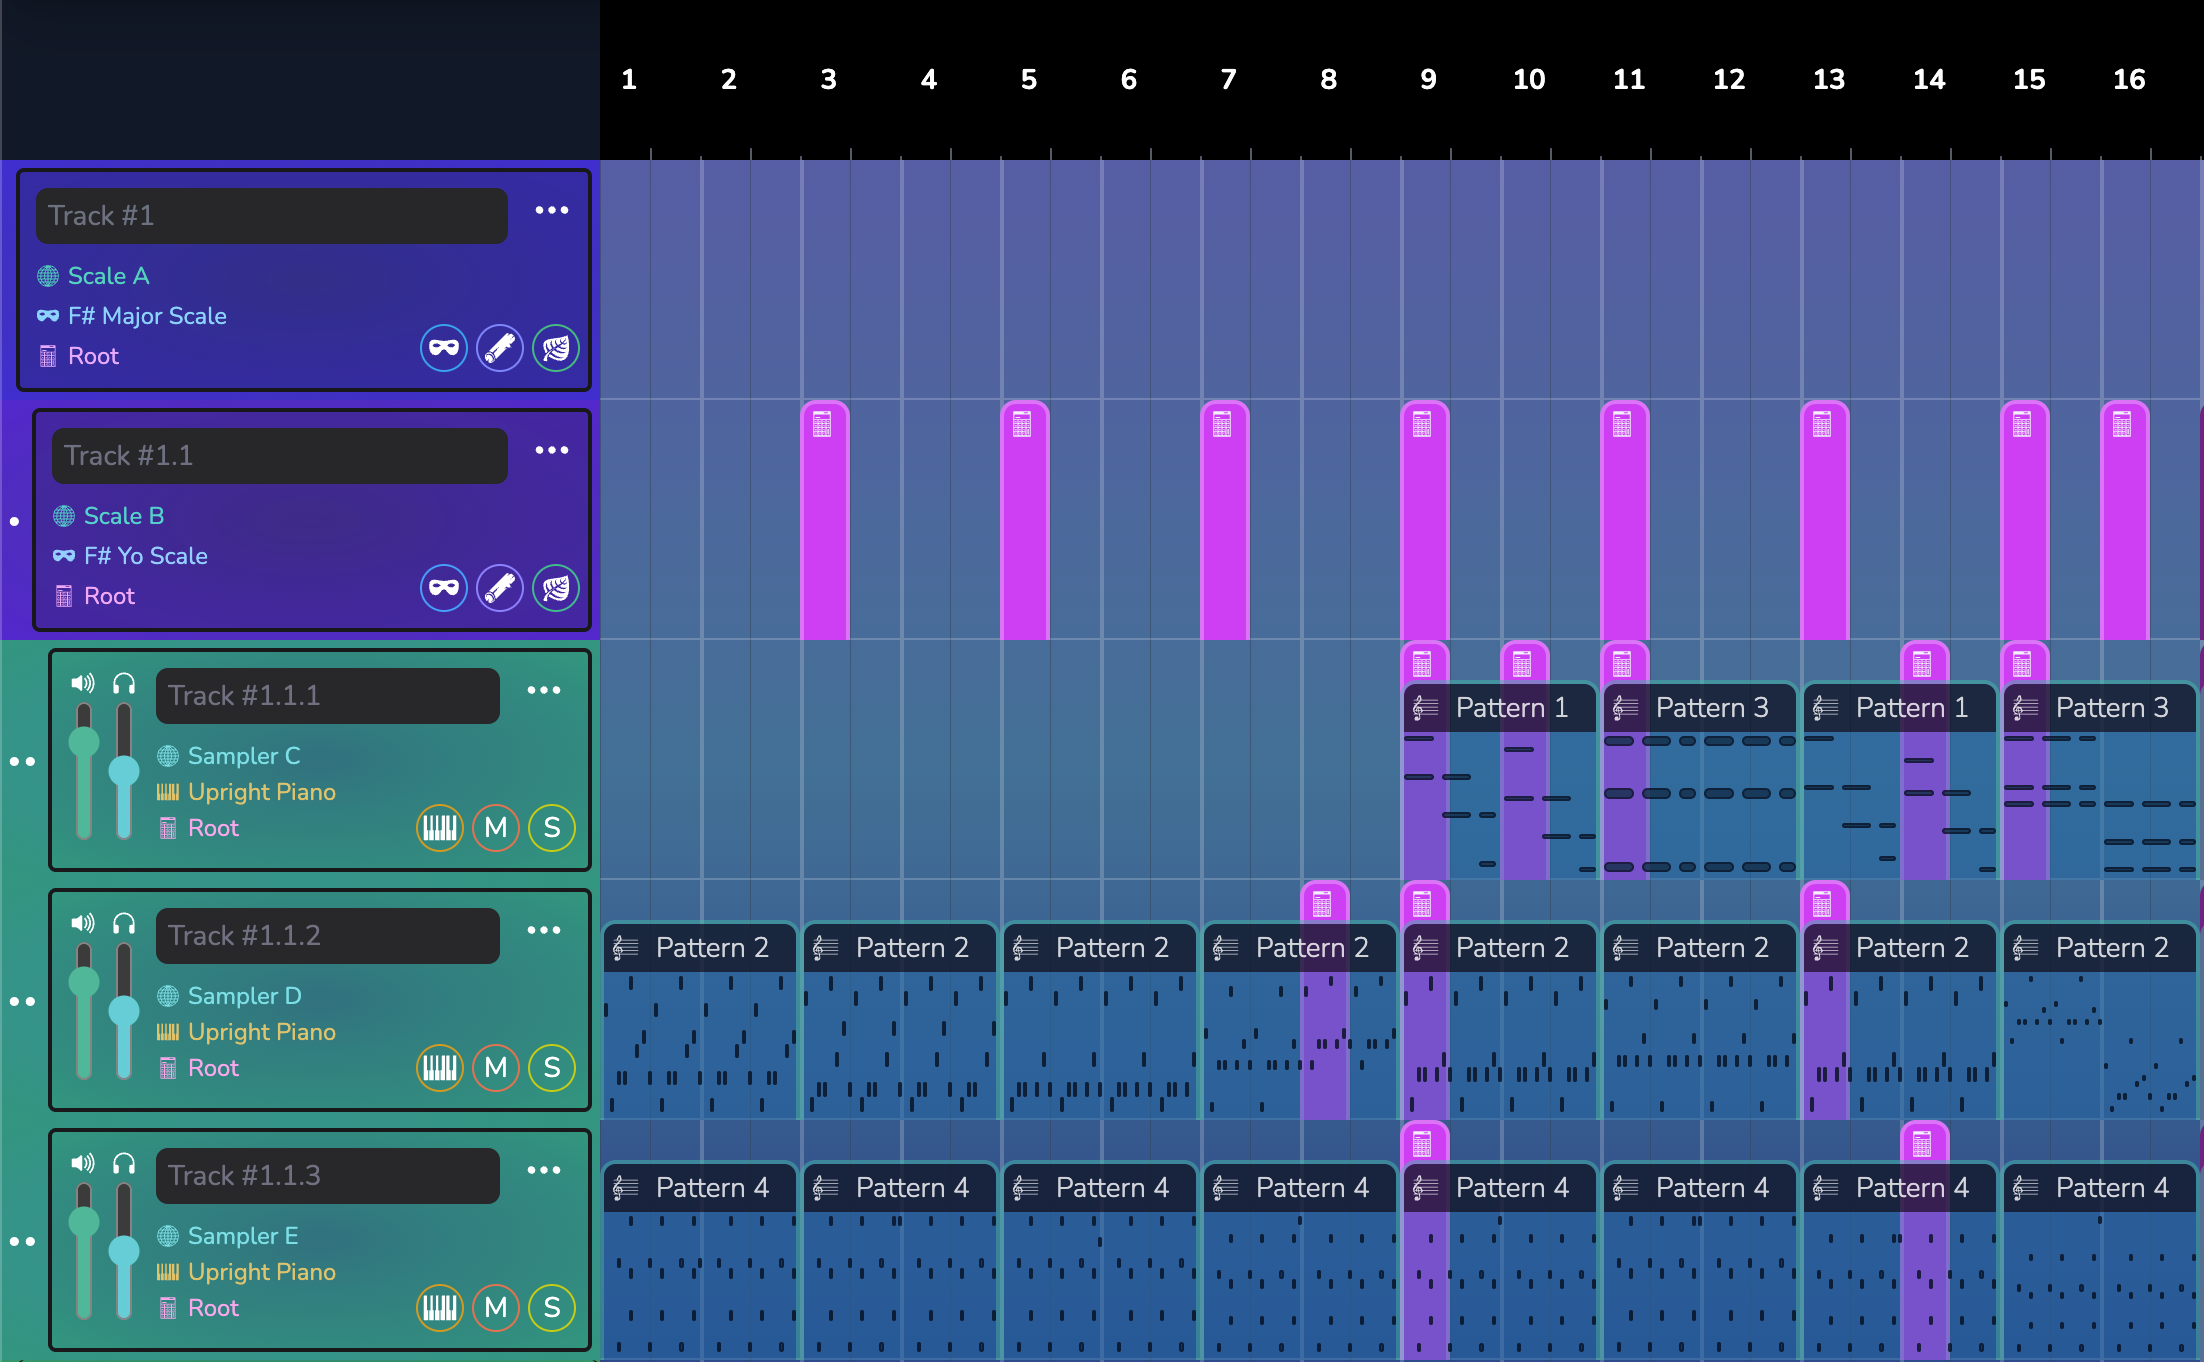 1 2 3 4 5 6 7 8 9 10 11 12 13 14 15 16
Track #1
Scale A
F# Major Scale
Root
Track #1.1
Scale B
F# Yo Scale
Root
Track #1.1.1
Sampler C
Upright Piano
Root
M S
Pattern 1 Pattern 3 Pattern 1 Pattern 3
Track #1.1.2
Sampler D
Upright Piano
Root
M S
Pattern 2 Pattern 2 Pattern 2 Pattern 2 Pattern 2 Pattern 2 Pattern 2 Pattern 2
Track #1.1.3
Sampler E
Upright Piano
Root
M S
Pattern 4 Pattern 4 Pattern 4 Pattern 4 Pattern 4 Pattern 4 Pattern 4 Pattern 4